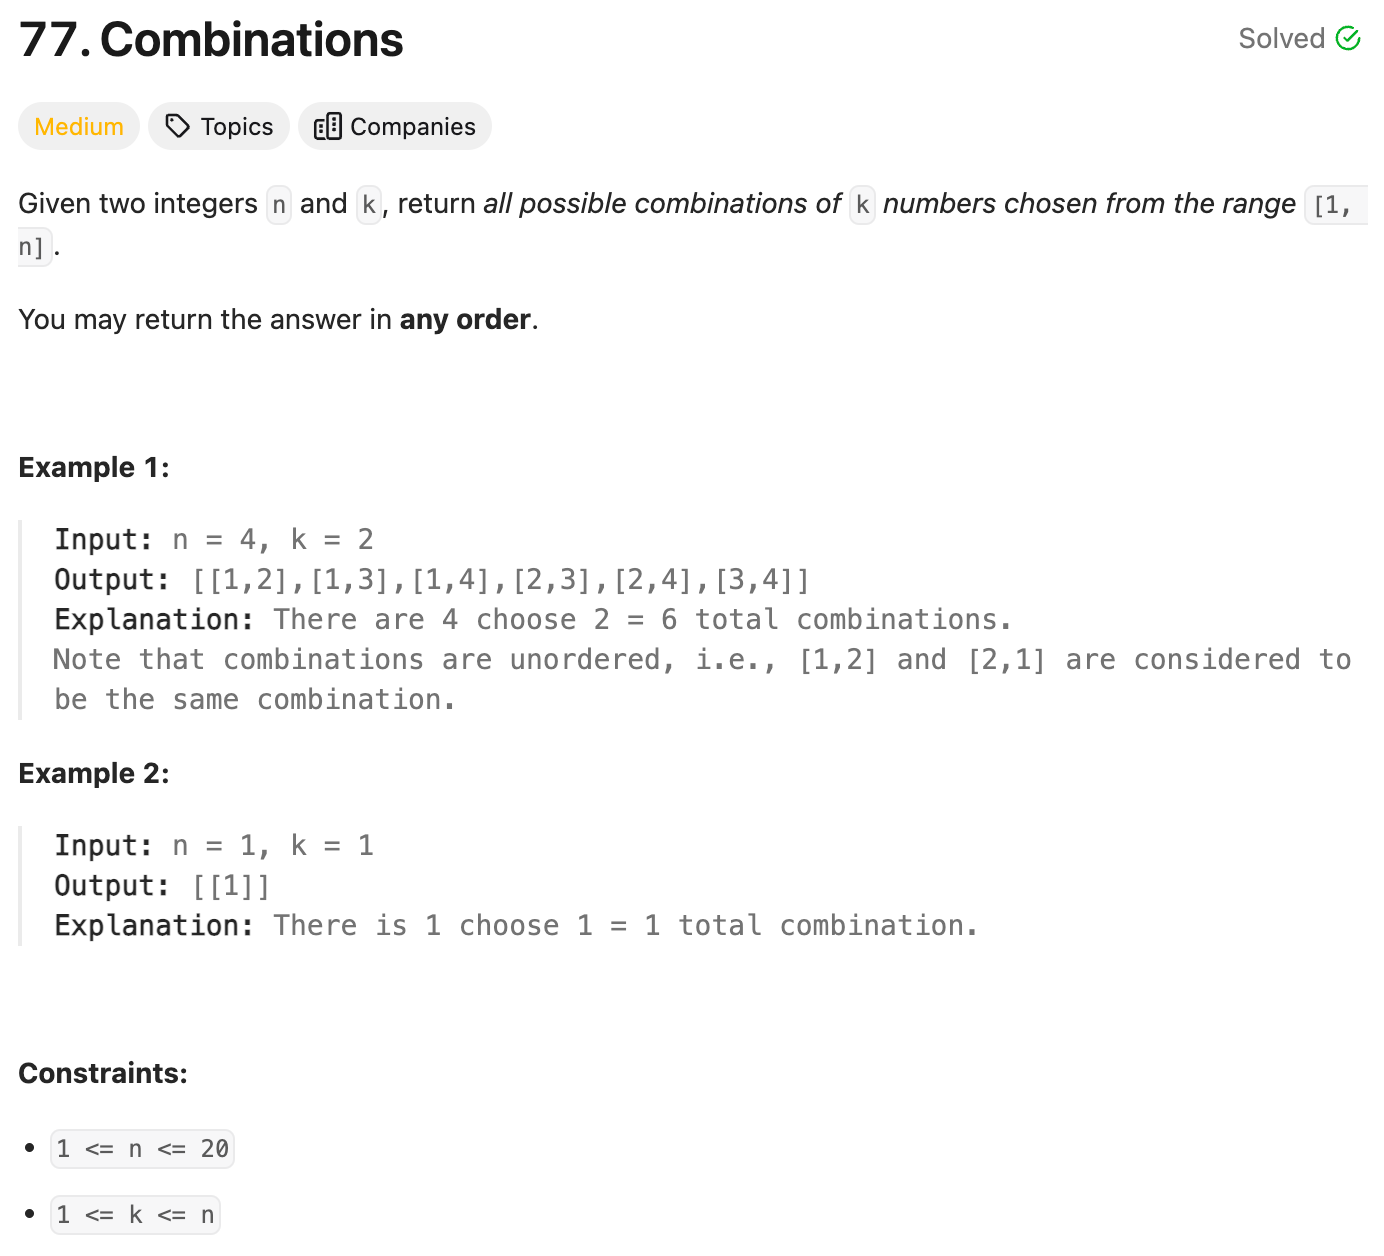 77. Combinations
Solved
Medium Topics Companies
Given two integers n and k, return all possible combinations of k numbers chosen from the range [1,
n].
You may return the answer in any order.
Example 1:
Input: n = 4, k = 2
Output: [[1,2],[1,3],[1,4],[2,3],[2,4],[3,4]]
Explanation: There are 4 choose 2 = 6 total combinations.
Note that combinations are unordered, i.e., [1,2] and [2,1] are considered to
be the same combination.
Example 2:
Input: n = 1, k = 1
Output: [[1]]
Explanation: There is 1 choose 1 = 1 total combination.
Constraints:
• 1 <= n <= 20
• 1 <= k <= n